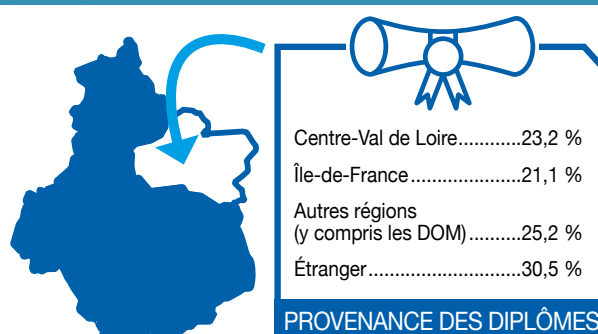 Centre-Val de Loire............23,2 %
Île-de-France.....................21,1 %
Autres régions
(y compris les DOM)..........25,2 %
Étranger.............................30,5 %
PROVENANCE DES DIPLÔMES